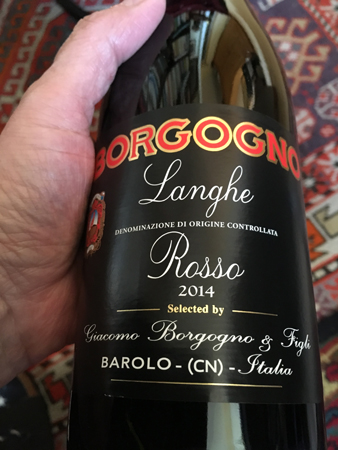 BORGOGNO
Langhe
DENOMINAZIONE DI ORIGINE CONTROLLATA
Rosso
2014
Selected by
Giacomo Borgogno & Figli
BAROLO - (CN) - Italia